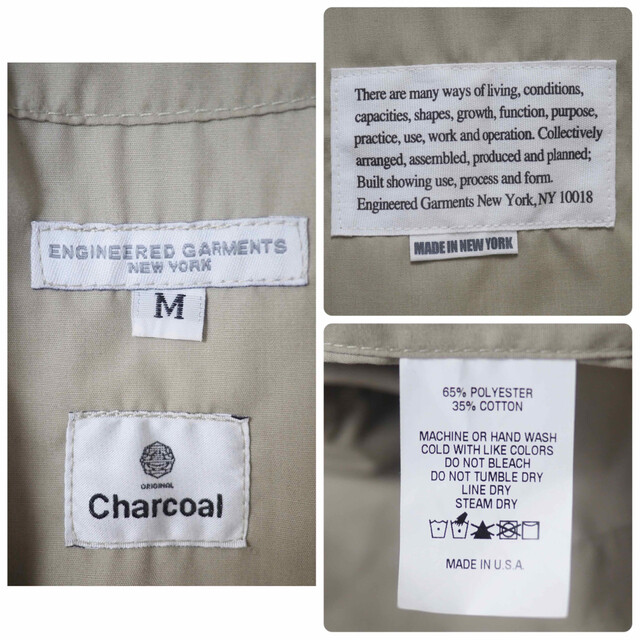 ENGINEERED GARMENTS
NEW YORK
M
ORIGINAL
Charcoal
There are many ways of living, conditions,
capacities, shapes, growth, function, purpose,
practice, use, work and operation. Collectively
arranged, assembled, produced and planned;
Built showing use, process and form.
Engineered Garments New York, NY 10018
MADE IN NEW YORK
65% POLYESTER
35% COTTON
MACHINE OR HAND WASH
COLD WITH LIKE COLORS
DO NOT BLEACH
DO NOT TUMBLE DRY
LINE DRY
STEAM DRY
MADE IN U.S.A.